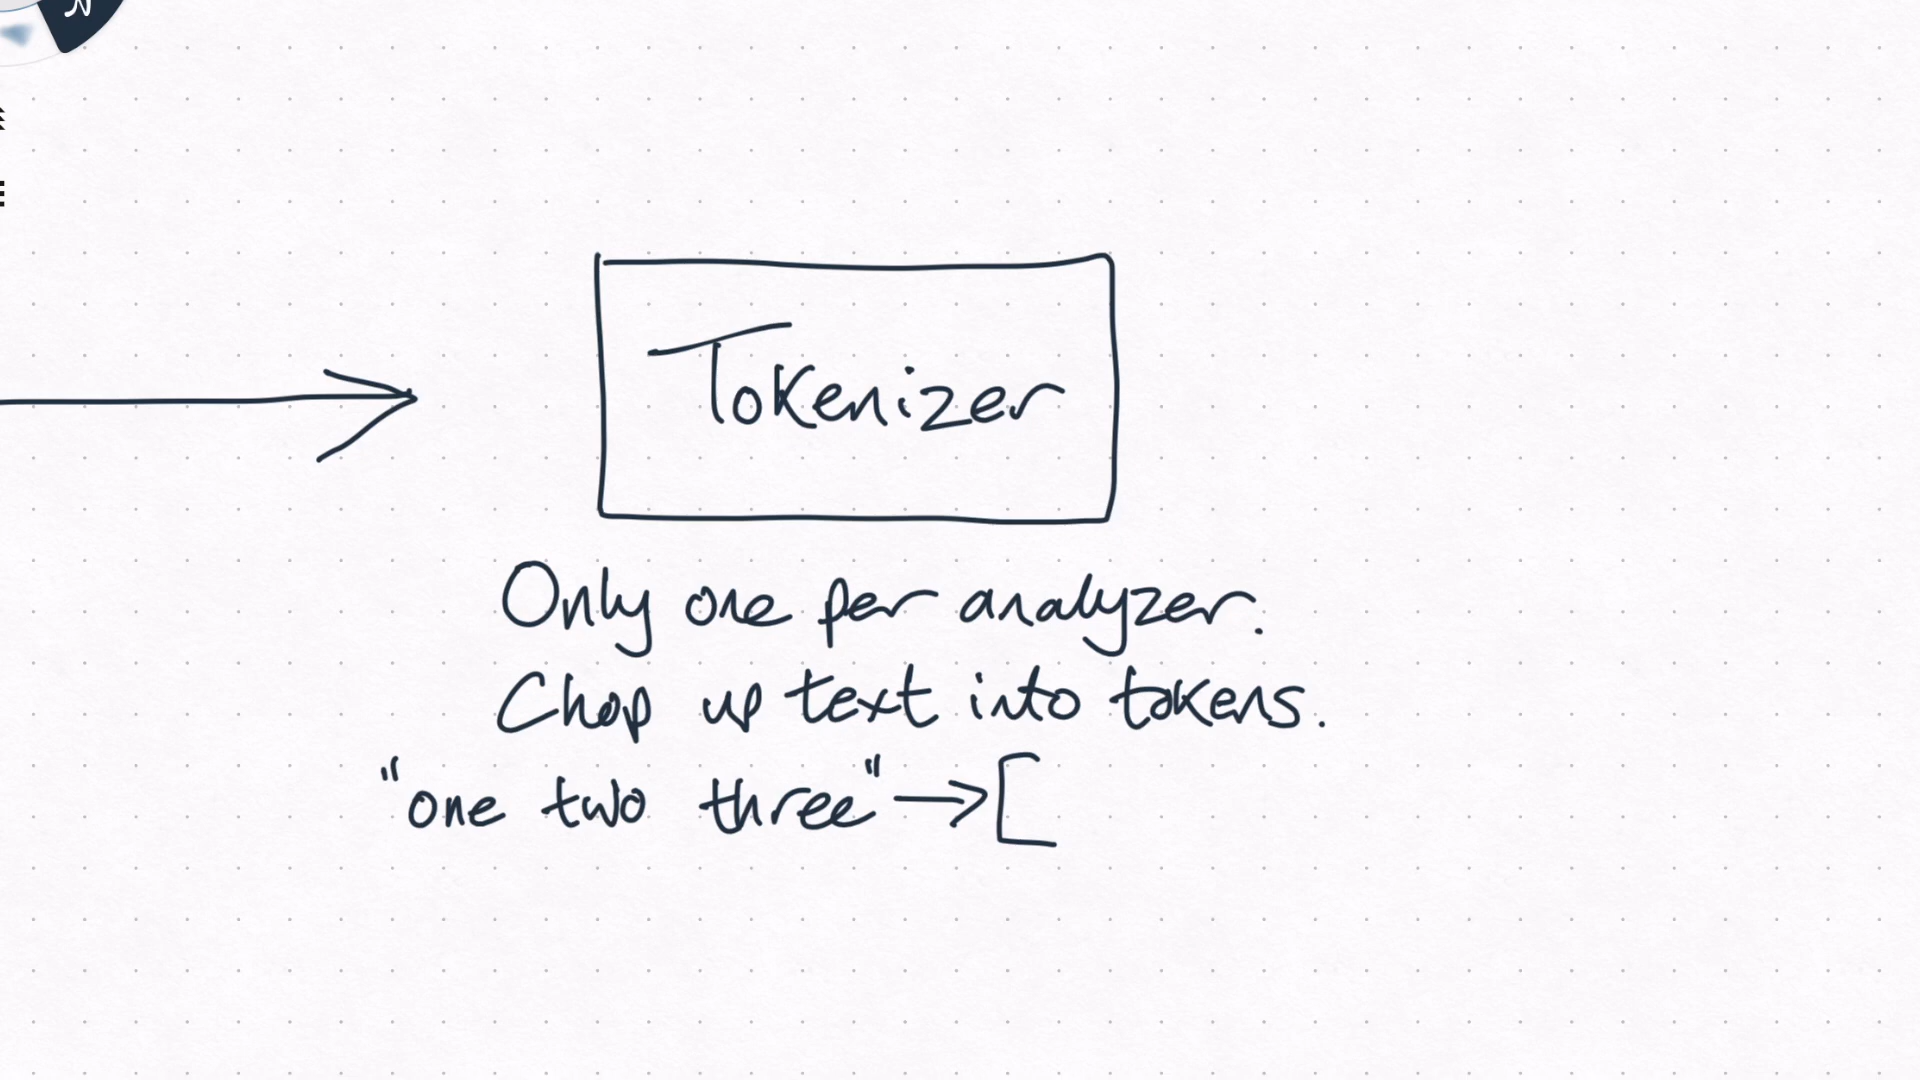 Tokenizer
Only one per analyzer.
Chop up text into tokens.
"one two three" → [